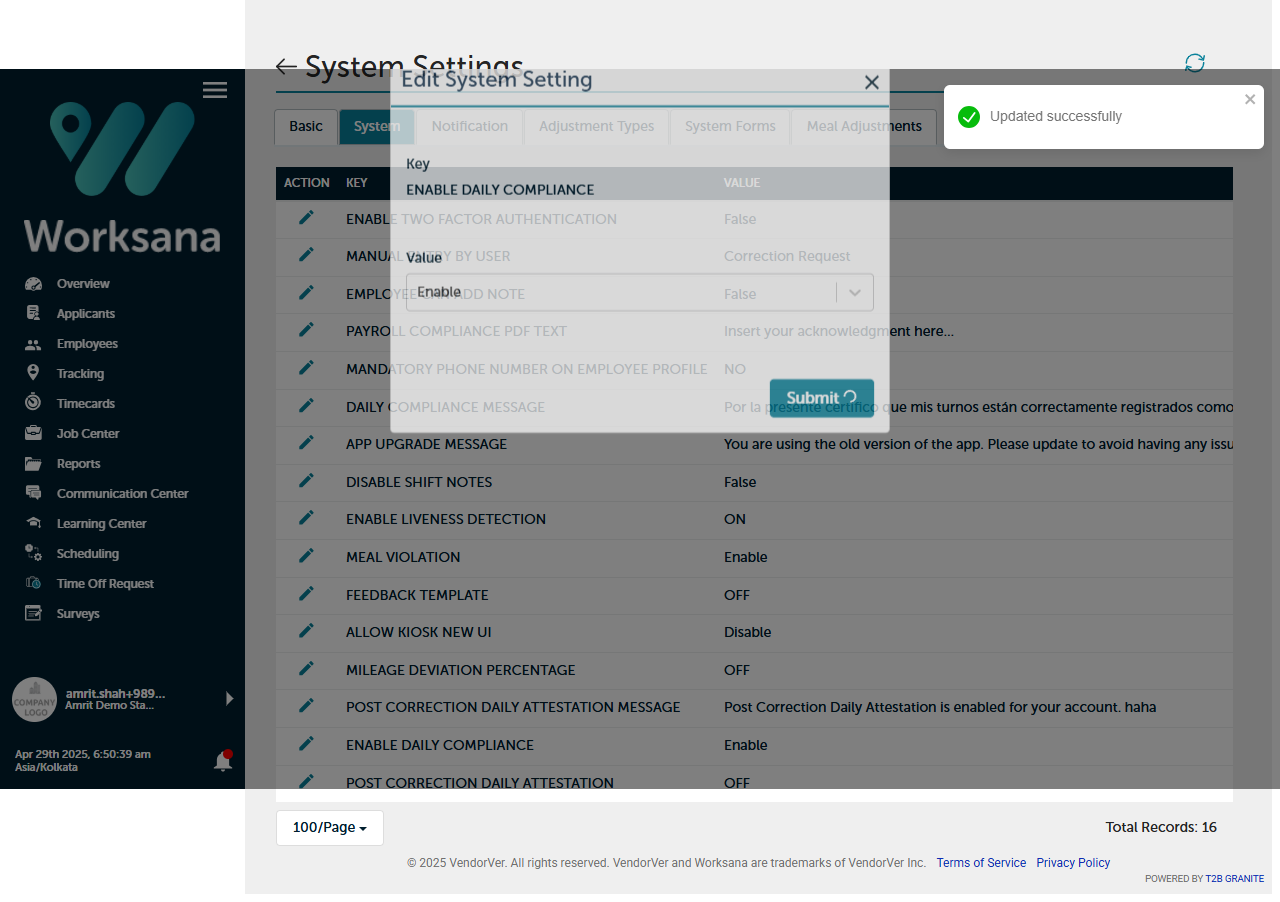 System Settings
Edit System Setting
Updated successfully
Basic
System
Notification
Adjustment Types
System Forms
Meal Adjustments
Key
ENABLE DAILY COMPLIANCE
Value
Enable
Submit
ACTION KEY VALUE
ENABLE TWO FACTOR AUTHENTICATION False
MANUAL ENTRY BY USER Correction Request
EMPLOYEE CAN ADD NOTE False
PAYROLL COMPLIANCE PDF TEXT Insert your acknowledgment here...
MANDATORY PHONE NUMBER ON EMPLOYEE PROFILE NO
DAILY COMPLIANCE MESSAGE Por la presente certifico que mis turnos están correctamente registrados como
APP UPGRADE MESSAGE You are using the old version of the app. Please update to avoid having any issu
DISABLE SHIFT NOTES False
ENABLE LIVENESS DETECTION ON
MEAL VIOLATION Enable
FEEDBACK TEMPLATE OFF
ALLOW KIOSK NEW UI Disable
MILEAGE DEVIATION PERCENTAGE OFF
POST CORRECTION DAILY ATTESTATION MESSAGE Post Correction Daily Attestation is enabled for your account. haha
ENABLE DAILY COMPLIANCE Enable
POST CORRECTION DAILY ATTESTATION OFF
Worksana
Overview
Applicants
Employees
Tracking
Timecards
Job Center
Reports
Communication Center
Learning Center
Scheduling
Time Off Request
Surveys
COMPANY
LOGO
amrit.shah+989...
Amrit Demo Sta...
Apr 29th 2025, 6:50:39 am
Asia/Kolkata
100/Page
Total Records: 16
© 2025 VendorVer. All rights reserved. VendorVer and Worksana are trademarks of VendorVer Inc. Terms of Service Privacy Policy
POWERED BY T2B GRANITE